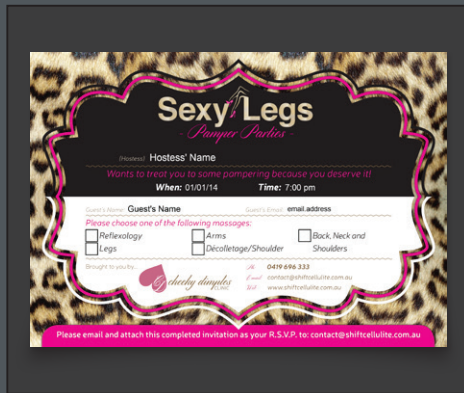 Sexy Legs
- Pamper Parties -
(Hostess) Hostess' Name
Wants to treat you to some pampering because you deserve it!
When: 01/01/14 Time: 7:00 pm
Guest's Name: Guest's Name Guest's Email: email.address
Please choose one of the following massages:
Reflexology Arms Back, Neck and
Legs Décolletage/Shoulder Shoulders
Brought to you by... Ph 0419 696 333
cheeky dimples Email contact@shiftcellulite.com.au
CLINIC Web www.shiftcellulite.com.au
Please email and attach this completed invitation as your R.S.V.P. to: contact@shiftcellulite.com.au